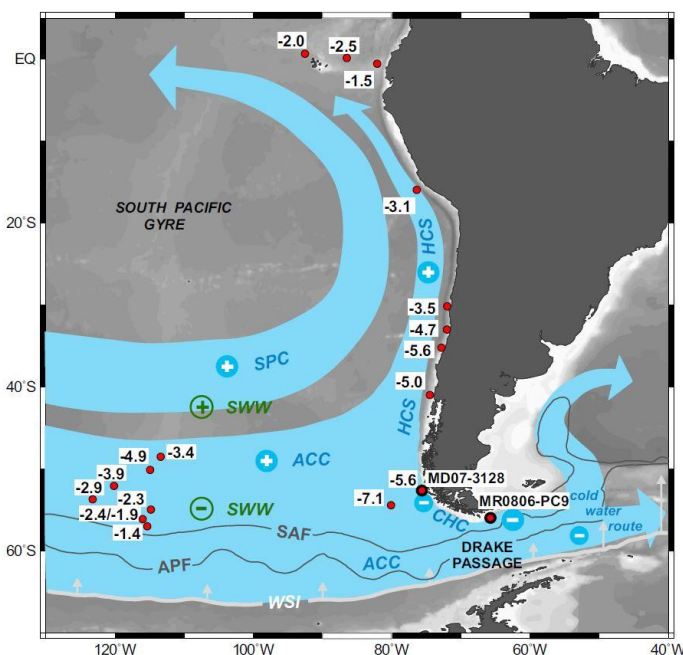 EQ
-2.0
-2.5
-1.5
SOUTH PACIFIC
GYRE
-3.1
20°S
HCS
+
-3.5
-4.7
-5.6
SPC
+
-5.0
40°S
+
SWW
HCS
-4.9
-3.4
ACC
+
-3.9
-5.6
MD07-3128
-2.9
-2.3
-
SWW
-7.1
-
MR0806-PC9
cold
water
route
-2.4/-1.9
CHC
-
-
-1.4
SAF
DRAKE
PASSAGE
60°S
APF
ACC
WSI
120°W
100°W
80°W
60°W
40°W